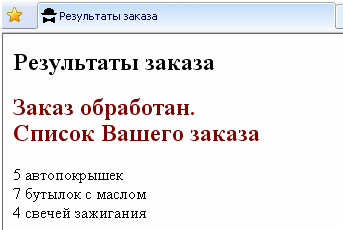 Результаты заказа
Результаты заказа
Заказ обработан.
Список Вашего заказа
5 автопокрышек
7 бутылок с маслом
4 свечей зажигания